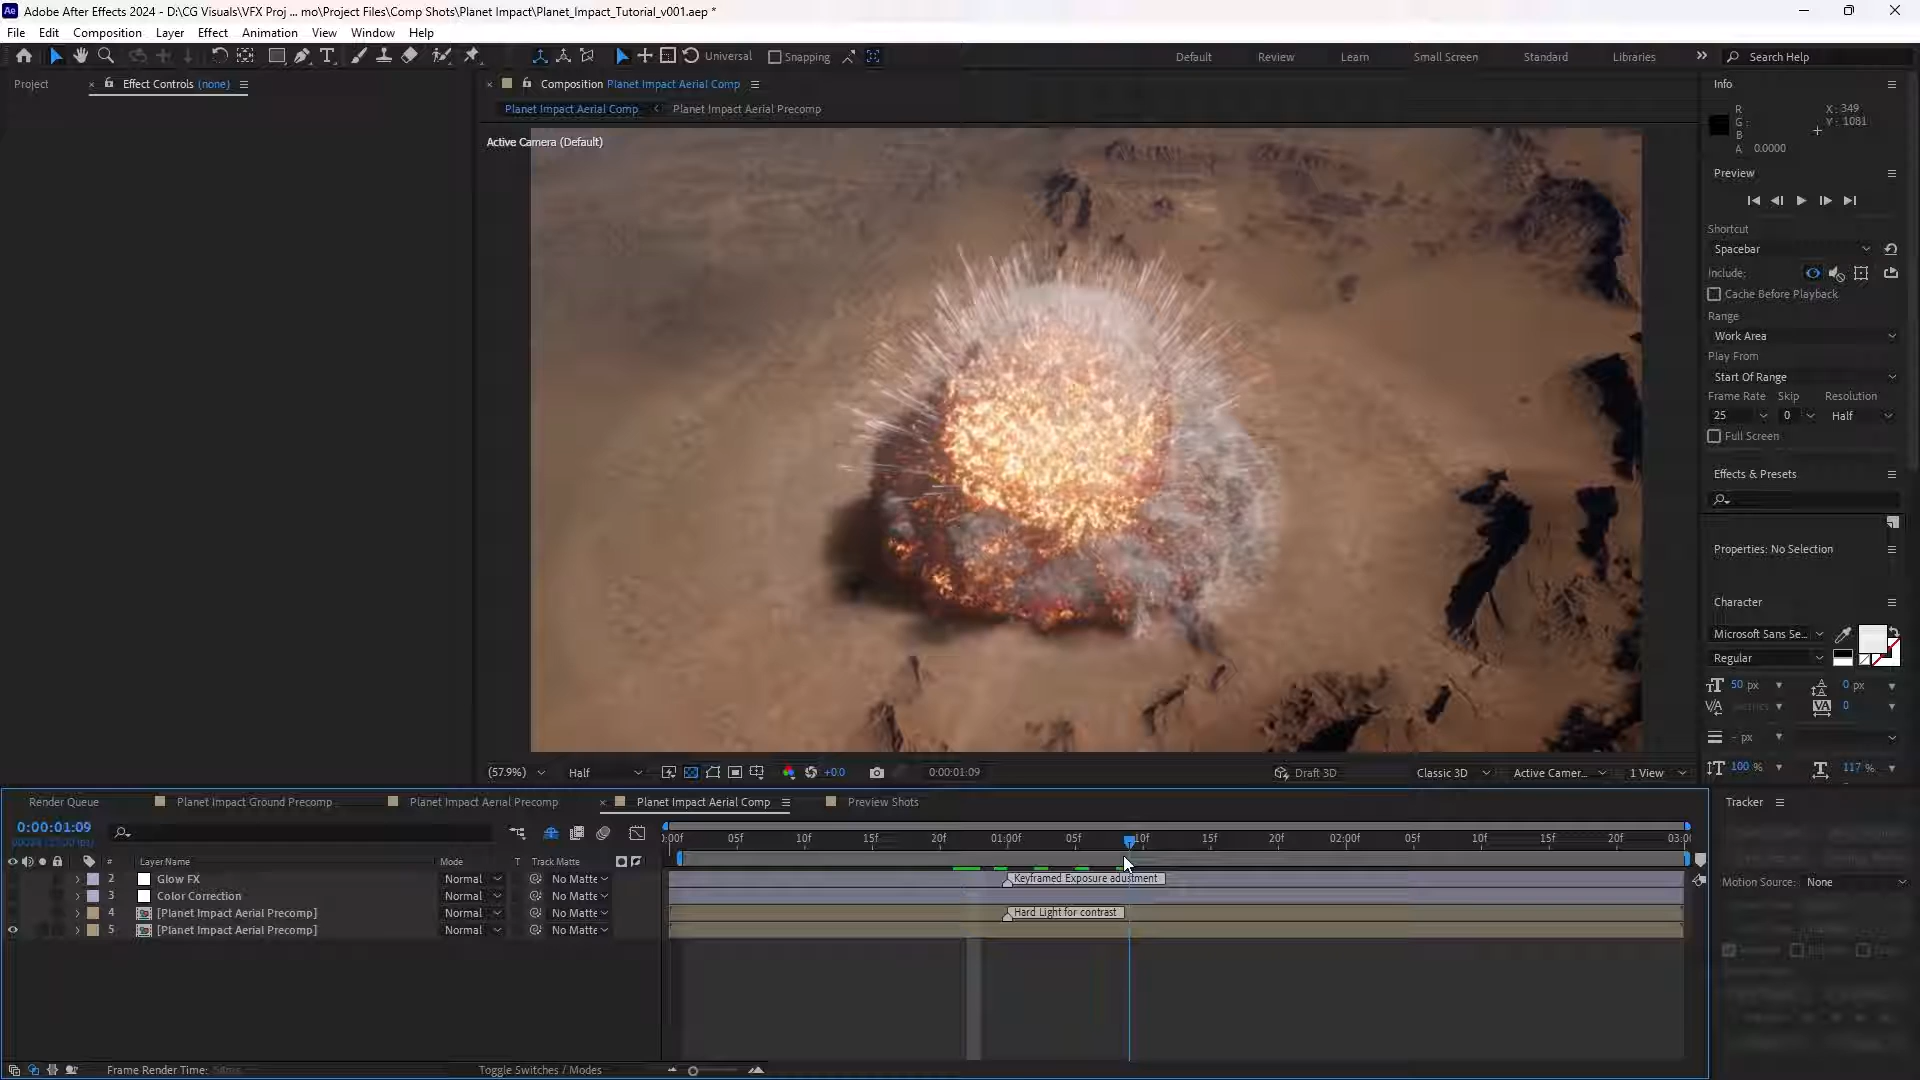 Adobe After Effects 2024 - D:\CG Visuals\VFX Proj ... mo\Project Files\Comp Shots\Planet Impact\Planet_Impact_Tutorial_v001.aep *
File Edit Composition Layer Effect Animation View Window Help
Universal Snapping Default Review Learn Small Screen Standard Libraries Search Help
Project Effect Controls (none) Composition Planet Impact Aerial Comp Info
Planet Impact Aerial Comp Planet Impact Aerial Precomp
R X : 349
G : Y : 1081
B
A 0.0000
Active Camera (Default)
Preview
Shortcut
Spacebar
Include:
Cache Before Playback
Range
Work Area
Play From
Start Of Range
Frame Rate Skip Resolution
25 0 Half
Full Screen
Effects & Presets
Properties: No Selection
Character
Microsoft Sans Se...
Regular
50 px 0 px
0
- px
100 % 117 %
(57.9%) Half +0.0 0:00:01:09 Draft 3D Classic 3D Active Camer... 1 View
Render Queue Planet Impact Ground Precomp Planet Impact Aerial Precomp Planet Impact Aerial Comp Preview Shots Tracker
0:00:01:09
:00f 05f 10f 15f 20f 01:00f 05f 10f 15f 20f 02:00f 05f 10f 15f 20f 03:0
# Layer Name Mode T Track Matte
2 Glow FX Normal No Matte Keyframed Exposure adustment
3 Color Correction Normal No Matte
4 [Planet Impact Aerial Precomp] Normal No Matte Hard Light for contrast
5 [Planet Impact Aerial Precomp] Normal No Matte
Motion Source: None
Frame Render Time: Toggle Switches / Modes